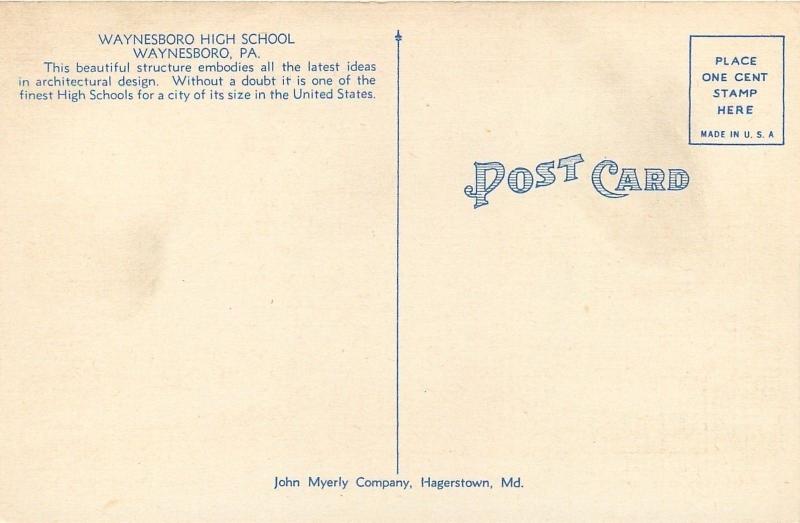 WAYNESBORO HIGH SCHOOL
WAYNESBORO, PA.
This beautiful structure embodies all the latest ideas
in architectural design. Without a doubt it is one of the
finest High Schools for a city of its size in the United States.
PLACE
ONE CENT
STAMP
HERE
MADE IN U. S. A
POST CARD
John Myerly Company, Hagerstown, Md.